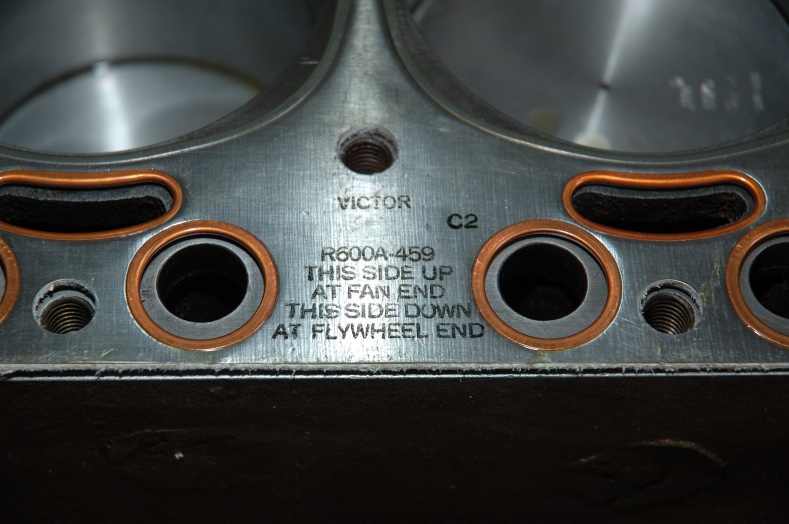 VICTOR
C2
R600A-459
THIS SIDE UP
AT FAN END
THIS SIDE DOWN
AT FLYWHEEL END